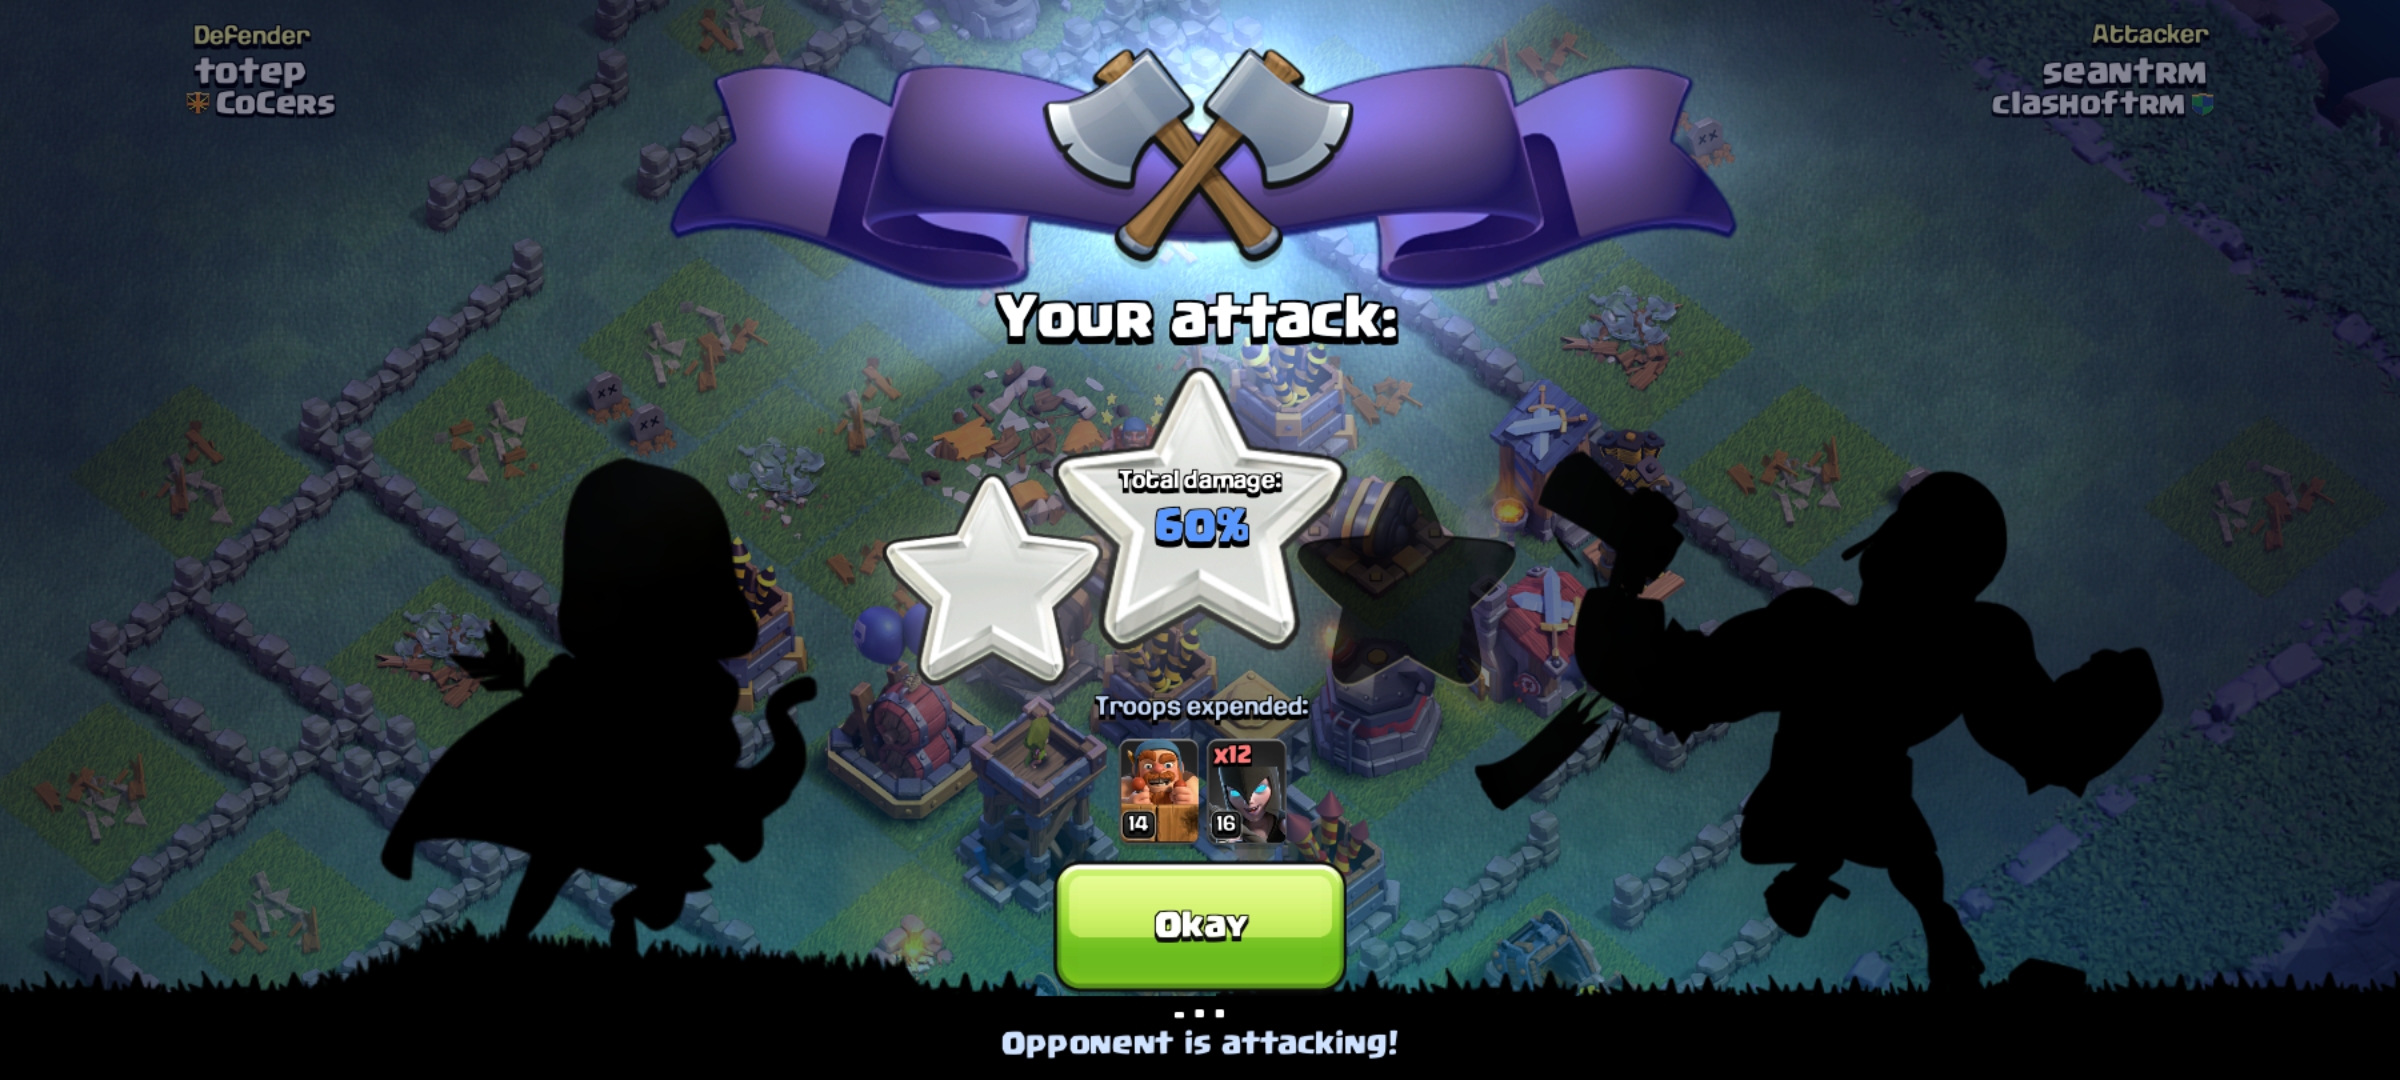 Defender
totep
CoCers
Attacker
seantRM
clashoftRM
Your attack:
Total damage:
60%
Troops expended:
x12
14
16
Okay
...
Opponent is attacking!